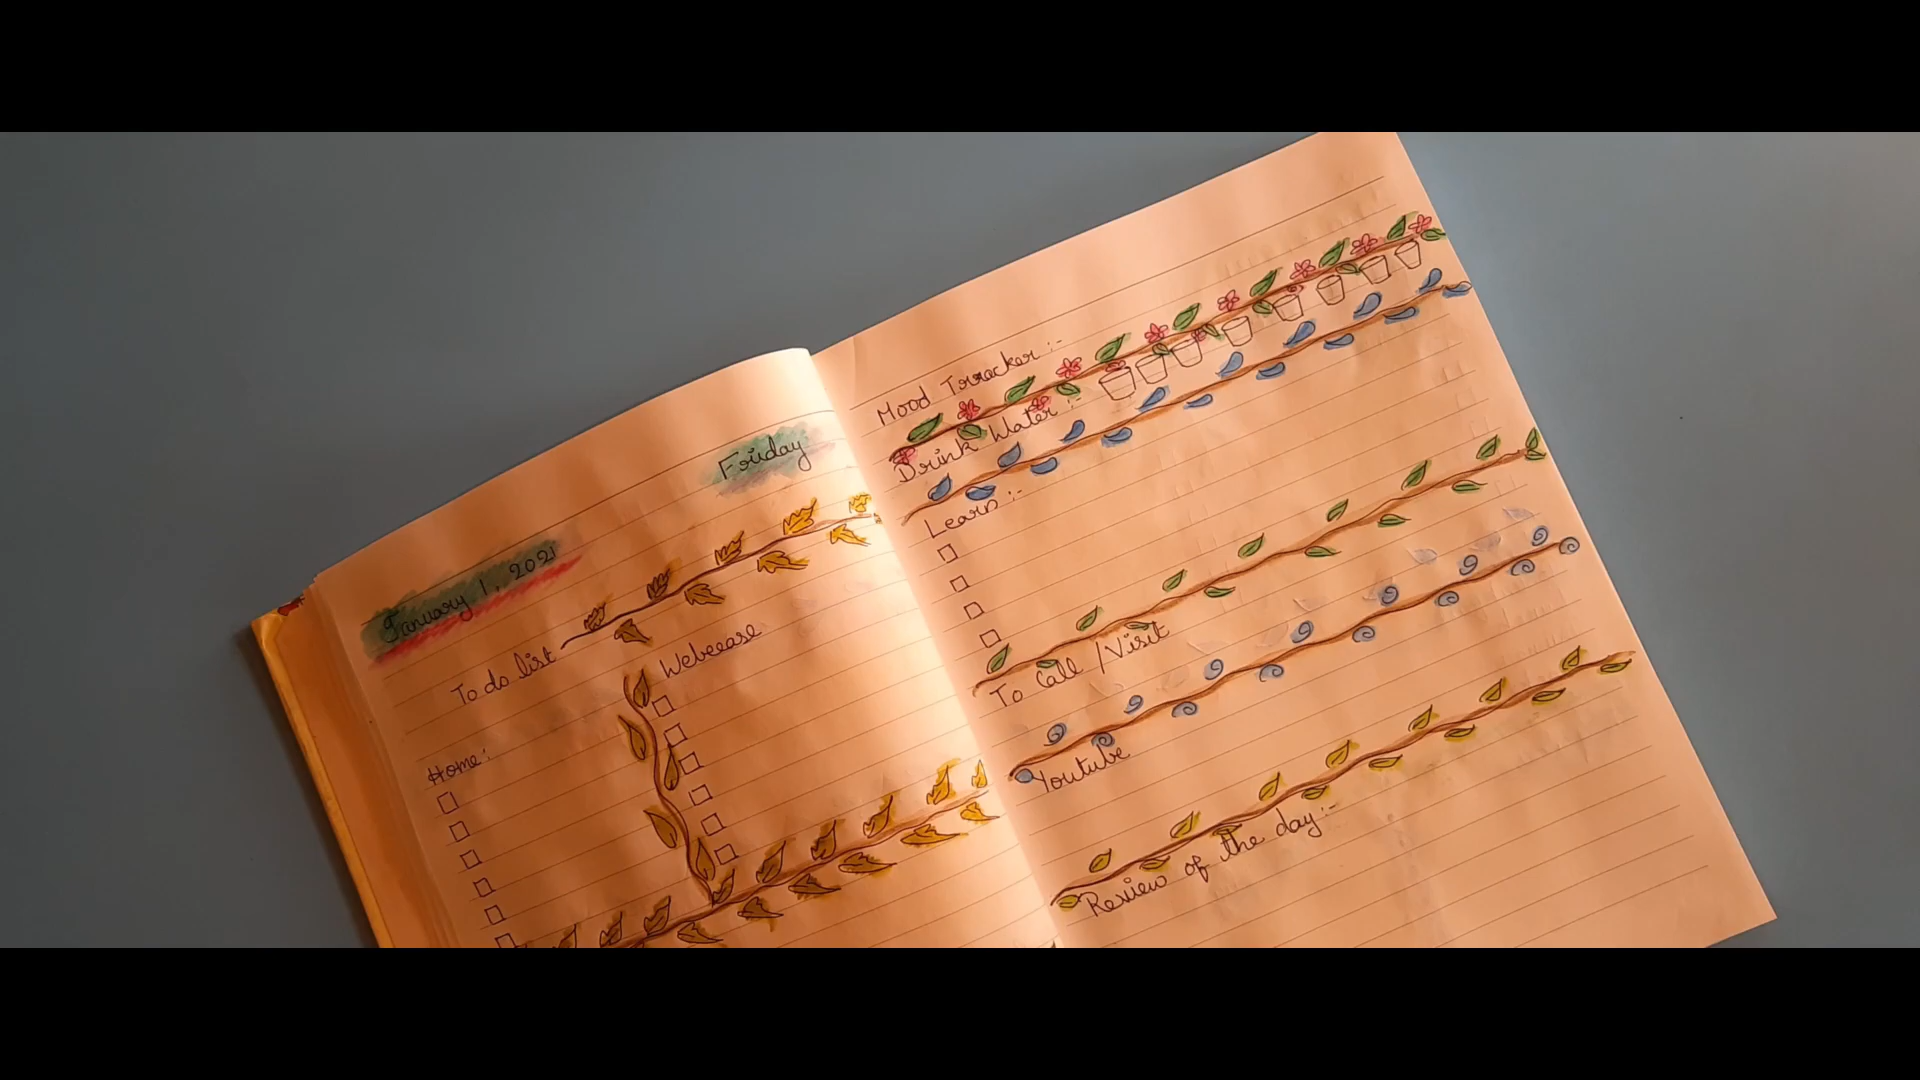 Friday
January 1, 2021
To do list
Webeease
Home:
Mood Tracker :-
Drink Water :-
Learn :-
To Call / Visit
Youtube
Review of the day :-